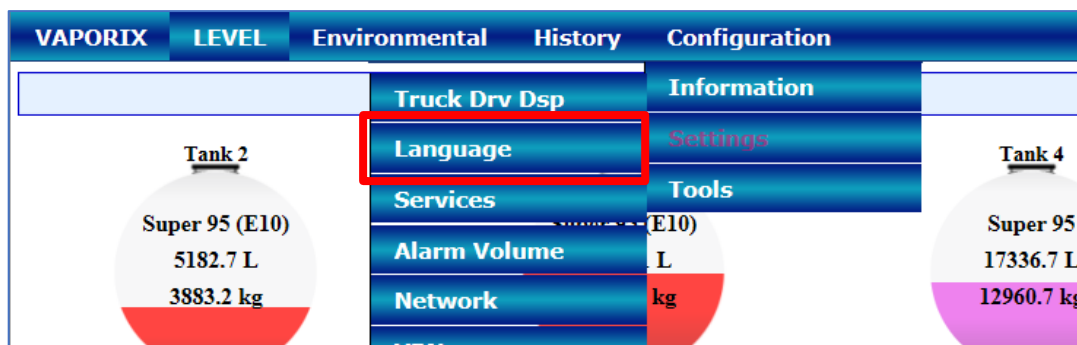 VAPORIX LEVEL Environmental History Configuration
Information
Settings
Tools
Truck Drv Dsp
Language
Services
Alarm Volume
Network
Tank 2
Super 95 (E10)
5182.7 L
3883.2 kg
(E10)
L
kg
Tank 4
Super 95
17336.7 L
12960.7 kg